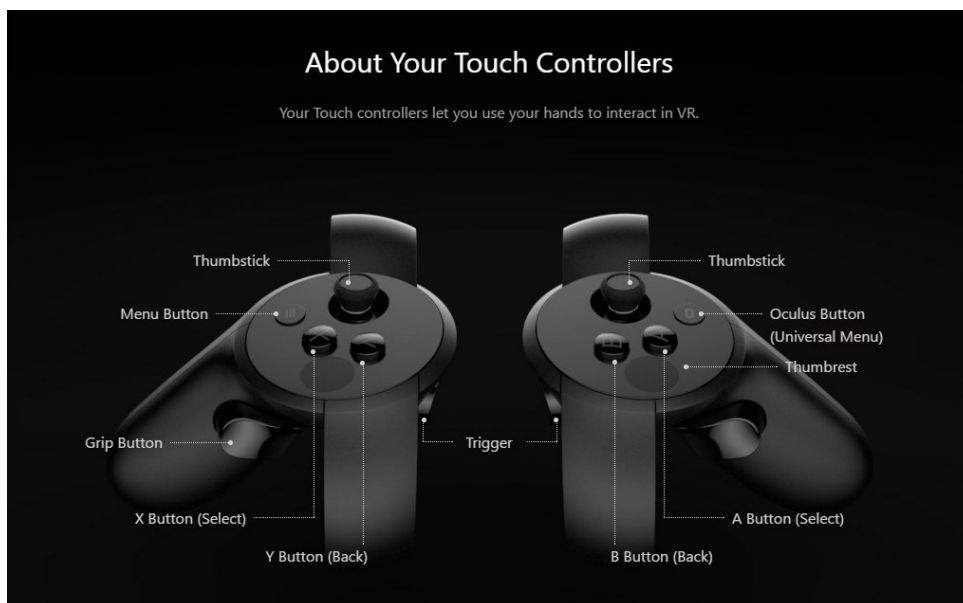 About Your Touch Controllers
Your Touch controllers let you use your hands to interact in VR.
Thumbstick
Thumbstick
Menu Button
Oculus Button
(Universal Menu)
X
Y
B
A
Thumbrest
Grip Button
Trigger
X Button (Select)
A Button (Select)
Y Button (Back)
B Button (Back)